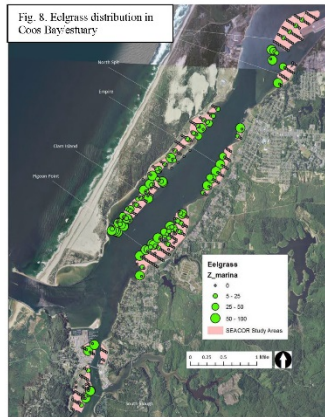 Fig. 8. Eelgrass distribution in
Coos Bay estuary
North Spit
Empire
Clam Island
Pigeon Point
Eelgrass
Z_marina
0
5 - 25
25 - 50
50 - 100
SEACOR Study Areas
0 0.25 0.5 1 Miles
South Slough